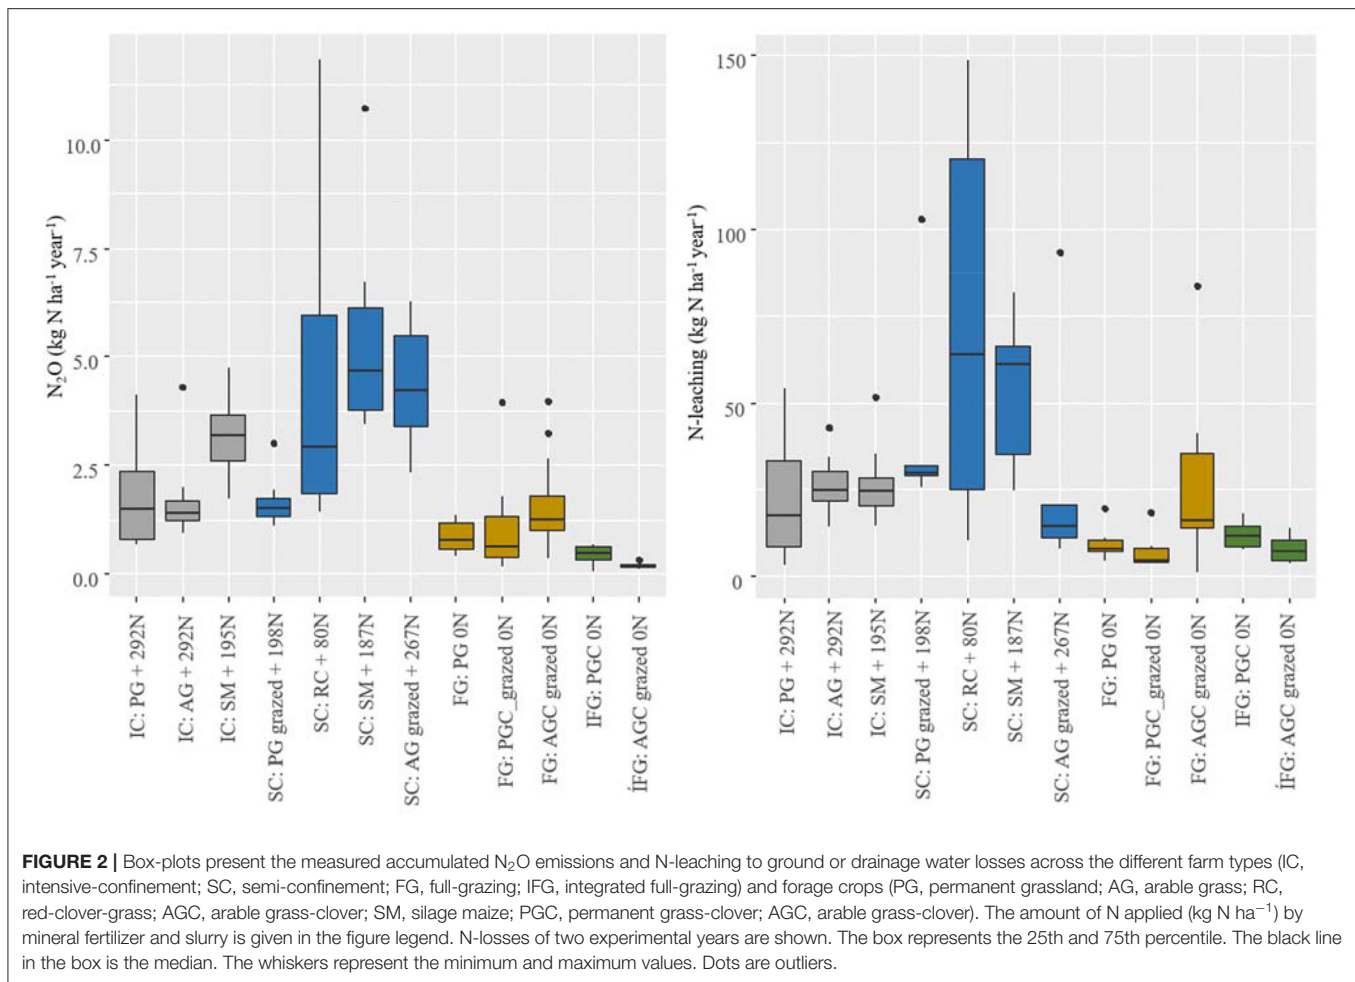 N₂O (kg N ha⁻¹ year⁻¹)
10.0
7.5
5.0
2.5
0.0
IC: PG + 292N
IC: AG + 292N
IC: SM + 195N
SC: PG grazed + 198N
SC: RC + 80N
SC: SM + 187N
SC: AG grazed + 267N
FG: PG 0N
FG: PGC_grazed 0N
FG: AGC grazed 0N
IFG: PGC 0N
ÍFG: AGC grazed 0N
N-leaching (kg N ha⁻¹ year⁻¹)
150
100
50
0
IC: PG + 292N
IC: AG + 292N
IC: SM + 195N
SC: PG grazed + 198N
SC: RC + 80N
SC: SM + 187N
SC: AG grazed + 267N
FG: PG 0N
FG: PGC_grazed 0N
FG: AGC grazed 0N
IFG: PGC 0N
IFG: AGC grazed 0N
FIGURE 2 | Box-plots present the measured accumulated N₂O emissions and N-leaching to ground or drainage water losses across the different farm types (IC,
intensive-confinement; SC, semi-confinement; FG, full-grazing; IFG, integrated full-grazing) and forage crops (PG, permanent grassland; AG, arable grass; RC,
red-clover-grass; AGC, arable grass-clover; SM, silage maize; PGC, permanent grass-clover; AGC, arable grass-clover). The amount of N applied (kg N ha⁻¹) by
mineral fertilizer and slurry is given in the figure legend. N-losses of two experimental years are shown. The box represents the 25th and 75th percentile. The black line
in the box is the median. The whiskers represent the minimum and maximum values. Dots are outliers.